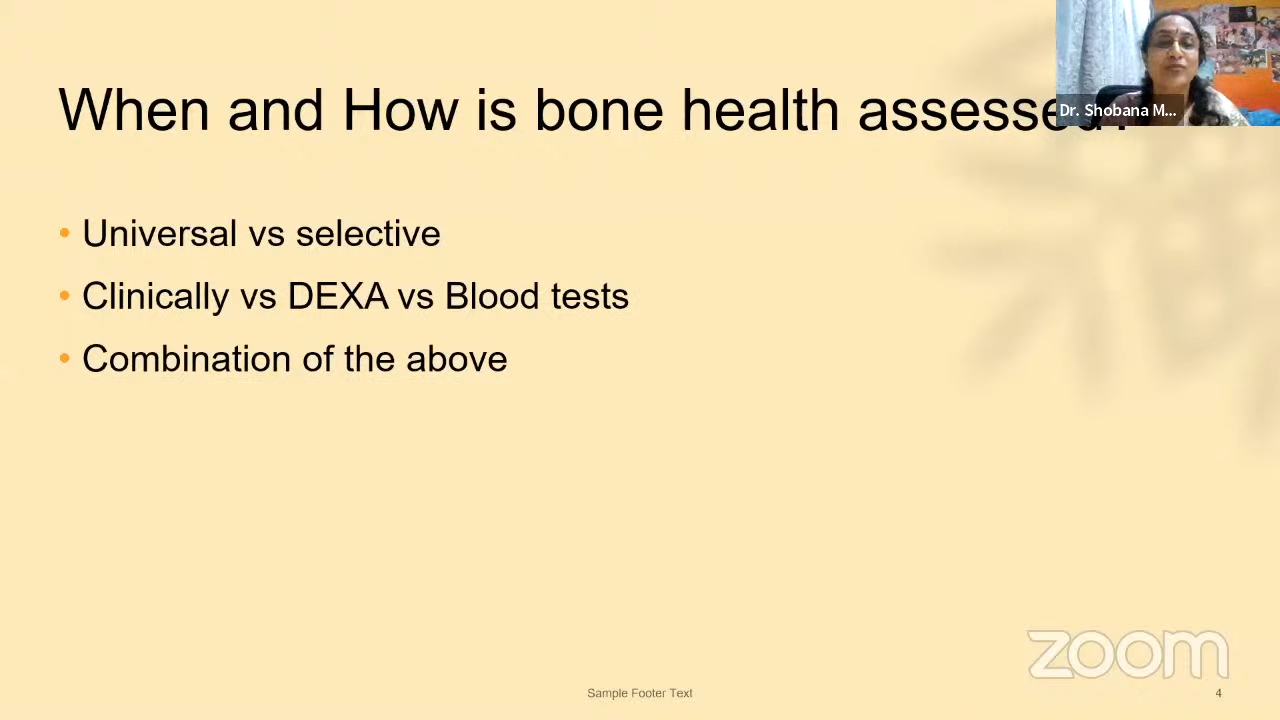 When and How is bone health assessed?
Dr. Shobana M...
• Universal vs selective
• Clinically vs DEXA vs Blood tests
• Combination of the above
zoom
Sample Footer Text
4